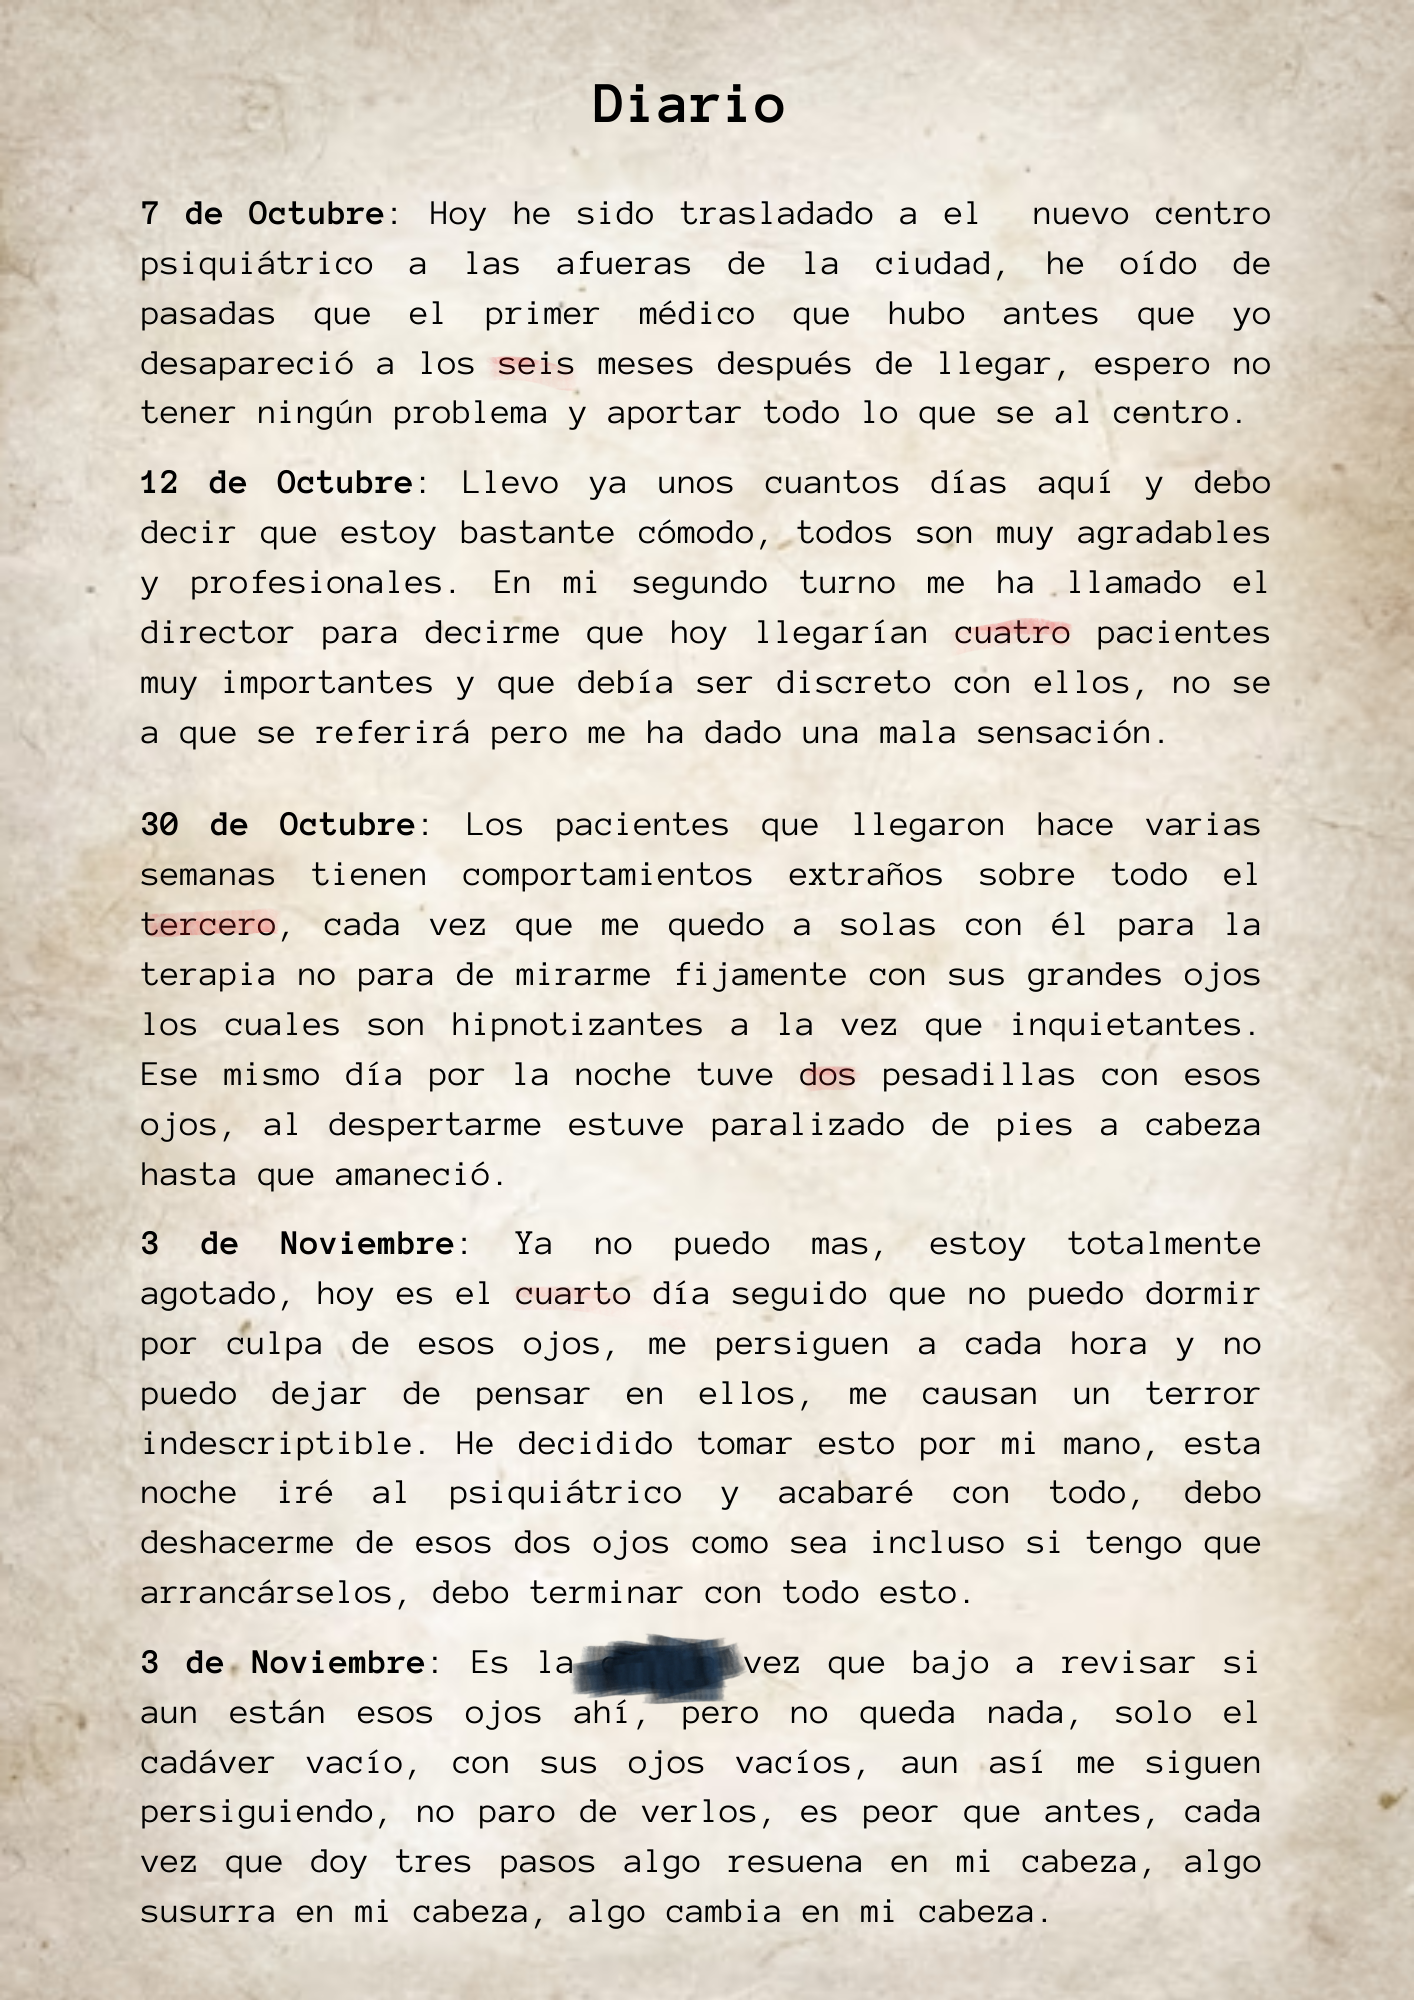 Diario
7 de Octubre: Hoy he sido trasladado a el nuevo centro
psiquiátrico a las afueras de la ciudad, he oído de
pasadas que el primer médico que hubo antes que yo
desapareció a los seis meses después de llegar, espero no
tener ningún problema y aportar todo lo que se al centro.
12 de Octubre: Llevo ya unos cuantos días aquí y debo
decir que estoy bastante cómodo, todos son muy agradables
y profesionales. En mi segundo turno me ha llamado el
director para decirme que hoy llegarían cuatro pacientes
muy importantes y que debía ser discreto con ellos, no se
a que se referirá pero me ha dado una mala sensación.
30 de Octubre: Los pacientes que llegaron hace varias
semanas tienen comportamientos extraños sobre todo el
tercero, cada vez que me quedo a solas con él para la
terapia no para de mirarme fijamente con sus grandes ojos
los cuales son hipnotizantes a la vez que inquietantes.
Ese mismo día por la noche tuve dos pesadillas con esos
ojos, al despertarme estuve paralizado de pies a cabeza
hasta que amaneció.
3 de Noviembre: Ya no puedo mas, estoy totalmente
agotado, hoy es el cuarto día seguido que no puedo dormir
por culpa de esos ojos, me persiguen a cada hora y no
puedo dejar de pensar en ellos, me causan un terror
indescriptible. He decidido tomar esto por mi mano, esta
noche iré al psiquiátrico y acabaré con todo, debo
deshacerme de esos dos ojos como sea incluso si tengo que
arrancárselos, debo terminar con todo esto.
3 de Noviembre: Es la vez que bajo a revisar si
aun están esos ojos ahí, pero no queda nada, solo el
cadáver vacío, con sus ojos vacíos, aun así me siguen
persiguiendo, no paro de verlos, es peor que antes, cada
vez que doy tres pasos algo resuena en mi cabeza, algo
susurra en mi cabeza, algo cambia en mi cabeza.